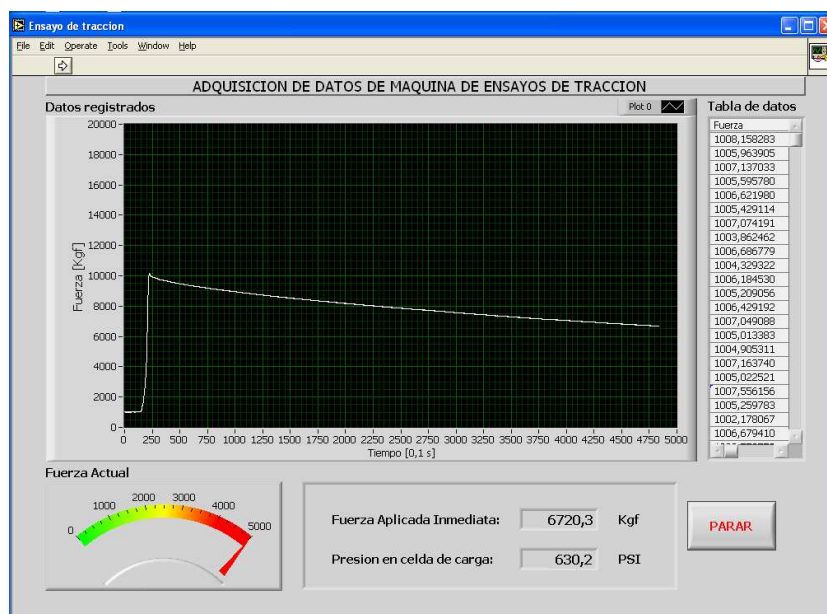 Ensayo de traccion
File Edit Operate Tools Window Help
ADQUISICION DE DATOS DE MAQUINA DE ENSAYOS DE TRACCION
Datos registrados
Plot 0
Tabla de datos
20000
18000
16000
14000
12000
10000
8000
6000
4000
2000
0
Fuerza [Kgf]
0 250 500 750 1000 1250 1500 1750 2000 2250 2500 2750 3000 3250 3500 3750 4000 4250 4500 4750 5000
Tiempo [0,1 s]
Fuerza
1008,158283
1005,963905
1007,137033
1005,595780
1006,621980
1005,429114
1007,074191
1003,862462
1006,686779
1004,329322
1006,184530
1005,209056
1006,429192
1007,049088
1005,013383
1004,905311
1007,163740
1005,022521
1007,556156
1005,259783
1002,178067
1006,679410
Fuerza Actual
0 1000 2000 3000 4000 5000
Fuerza Aplicada Inmediata: 6720,3 Kgf
Presion en celda de carga: 630,2 PSI
PARAR